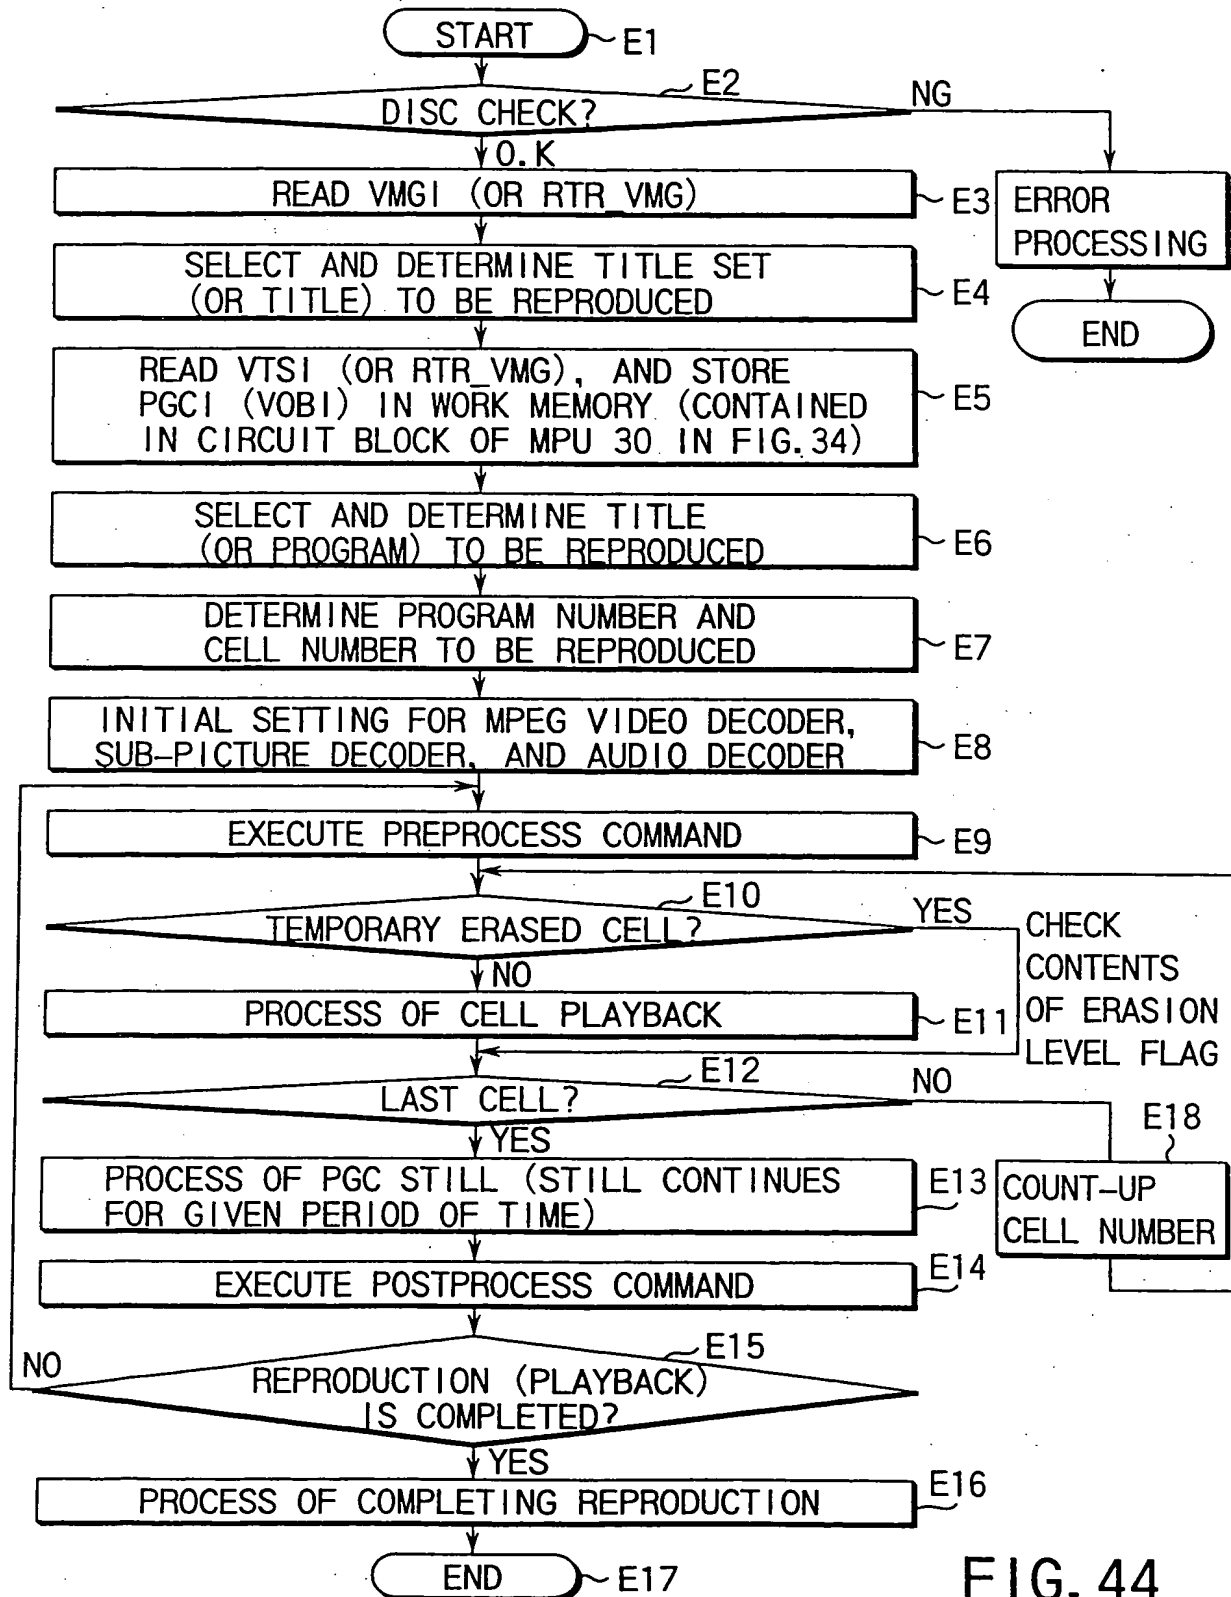 START
E1
E2
DISC CHECK?
NG
O.K
READ VMGI (OR RTR_VMG)
E3
ERROR
PROCESSING
END
SELECT AND DETERMINE TITLE SET
(OR TITLE) TO BE REPRODUCED
E4
READ VTSI (OR RTR_VMG), AND STORE
PGCI (VOBI) IN WORK MEMORY (CONTAINED
IN CIRCUIT BLOCK OF MPU 30 IN FIG.34)
E5
SELECT AND DETERMINE TITLE
(OR PROGRAM) TO BE REPRODUCED
E6
DETERMINE PROGRAM NUMBER AND
CELL NUMBER TO BE REPRODUCED
E7
INITIAL SETTING FOR MPEG VIDEO DECODER,
SUB-PICTURE DECODER, AND AUDIO DECODER
E8
EXECUTE PREPROCESS COMMAND
E9
E10
TEMPORARY ERASED CELL?
YES
CHECK
CONTENTS
OF ERASION
LEVEL FLAG
NO
PROCESS OF CELL PLAYBACK
E11
E12
LAST CELL?
NO
YES
E18
COUNT-UP
CELL NUMBER
PROCESS OF PGC STILL (STILL CONTINUES
FOR GIVEN PERIOD OF TIME)
E13
EXECUTE POSTPROCESS COMMAND
E14
E15
NO
REPRODUCTION (PLAYBACK)
IS COMPLETED?
YES
PROCESS OF COMPLETING REPRODUCTION
E16
END
E17
FIG. 44